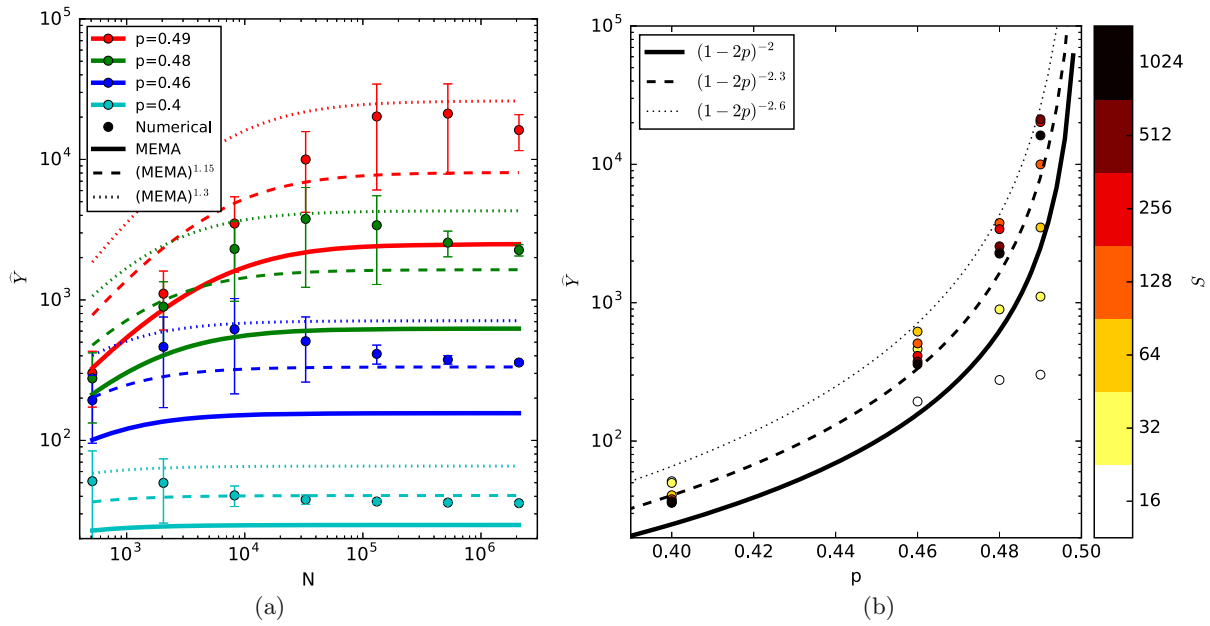 p=0.49
p=0.48
p=0.46
p=0.4
Numerical
MEMA
(MEMA)^{1.15}
(MEMA)^{1.3}
10^5
10^4
10^3
10^2
Ŷ
10^3 10^4 10^5 10^6
N
(a)
(1 − 2p)^{−2}
(1 − 2p)^{−2.3}
(1 − 2p)^{−2.6}
10^5
10^4
10^3
10^2
Ŷ
0.40 0.42 0.44 0.46 0.48 0.50
p
(b)
1024
512
256
128
64
32
16
S